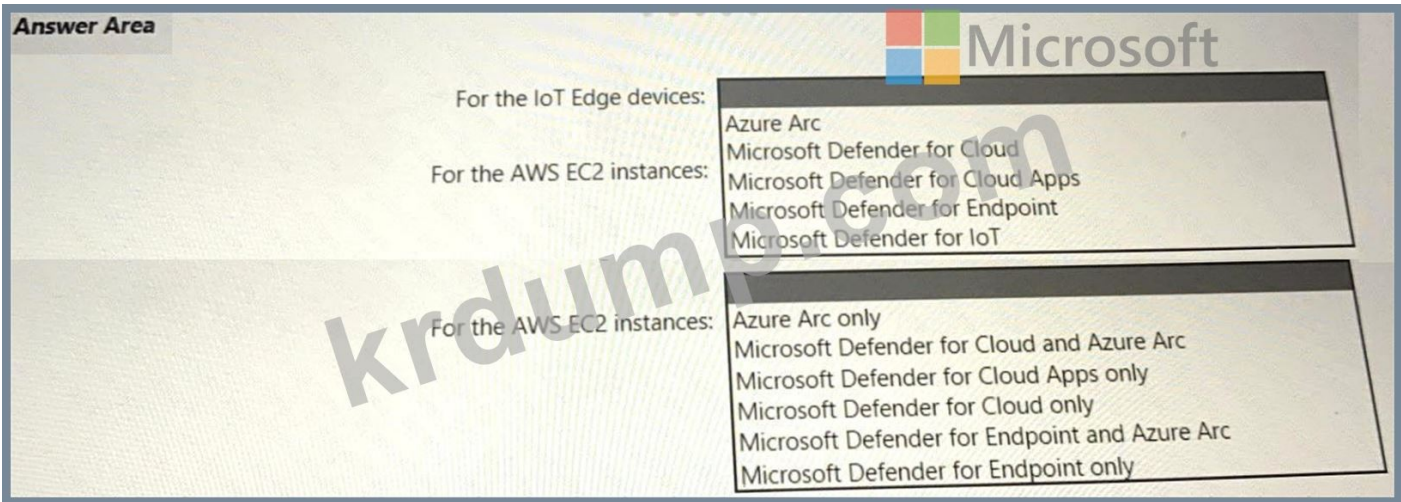 Answer Area
Microsoft
For the IoT Edge devices:
Azure Arc
Microsoft Defender for Cloud
For the AWS EC2 instances:
Microsoft Defender for Cloud Apps
Microsoft Defender for Endpoint
Microsoft Defender for IoT
For the AWS EC2 instances:
Azure Arc only
Microsoft Defender for Cloud and Azure Arc
Microsoft Defender for Cloud Apps only
Microsoft Defender for Cloud only
Microsoft Defender for Endpoint and Azure Arc
Microsoft Defender for Endpoint only
krdump.com